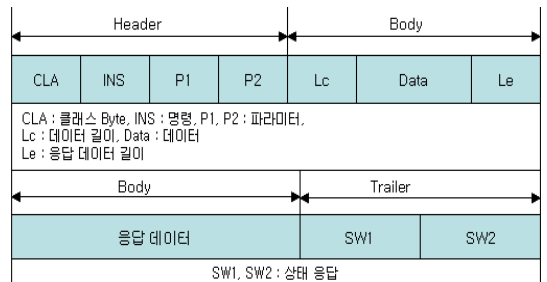 Header Body
CLA INS P1 P2 Lc Data Le
CLA : 클래스 Byte, INS : 명령, P1, P2 : 파라미터,
Lc : 데이터 길이, Data : 데이터
Le : 응답 데이터 길이
Body Trailer
응답 데이터 SW1 SW2
SW1, SW2 : 상태 응답